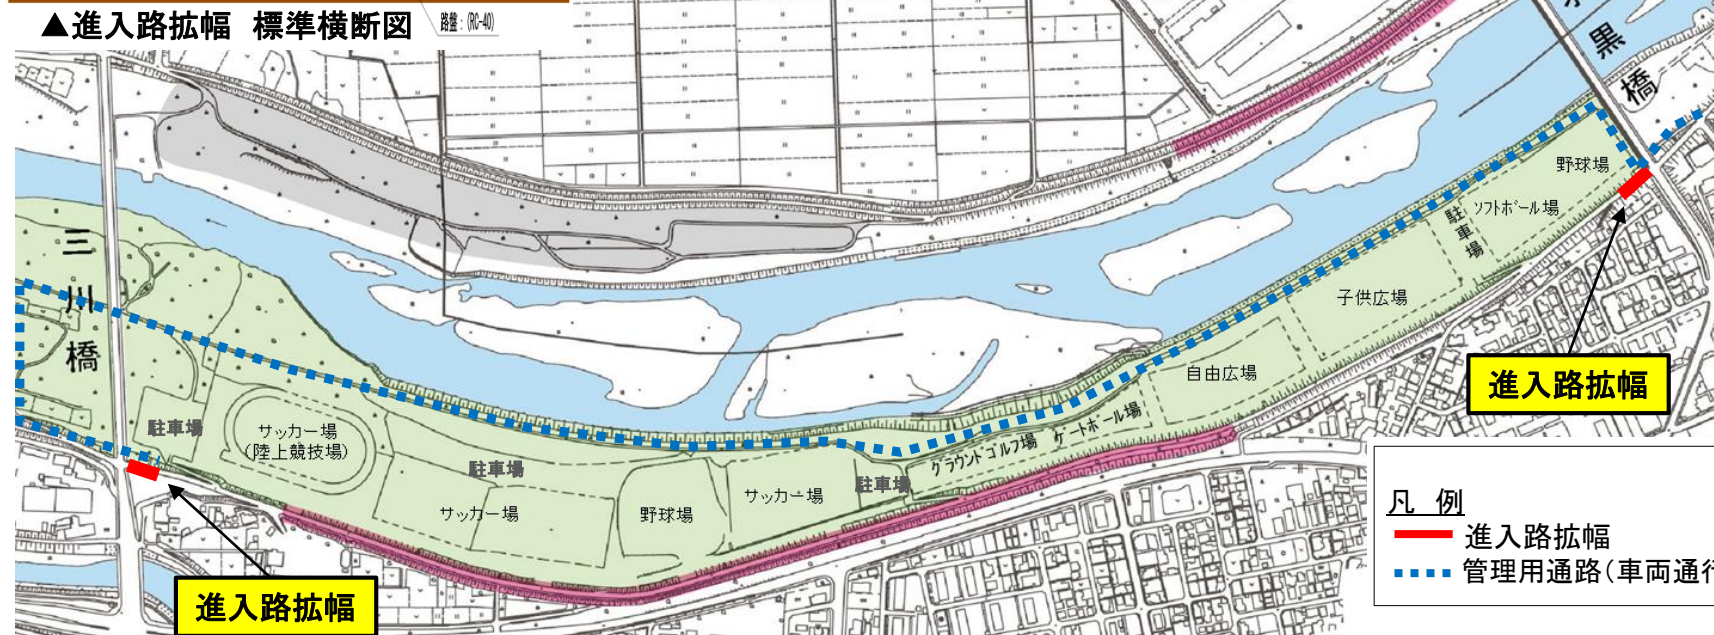 ▲進入路拡幅 標準横断図
路盤:(RC-40)
黒
橋
三
川
橋
野球場
ソフトボール場
駐車場
子供広場
自由広場
ゲートボール場
グラウンドゴルフ場
駐車場
サッカー場
(陸上競技場)
駐車場
サッカー場
野球場
サッカー場
駐車場
進入路拡幅
進入路拡幅
凡 例
進入路拡幅
管理用通路(車両通行